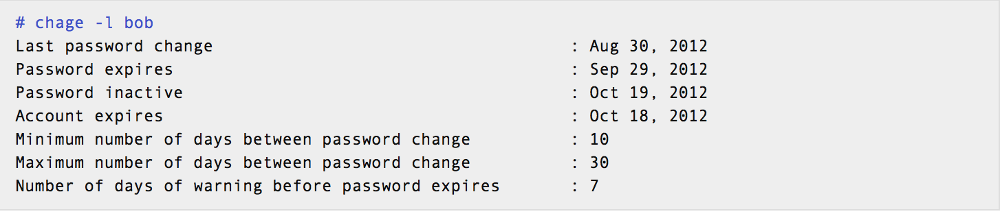 # chage -l bob
Last password change : Aug 30, 2012
Password expires : Sep 29, 2012
Password inactive : Oct 19, 2012
Account expires : Oct 18, 2012
Minimum number of days between password change : 10
Maximum number of days between password change : 30
Number of days of warning before password expires : 7